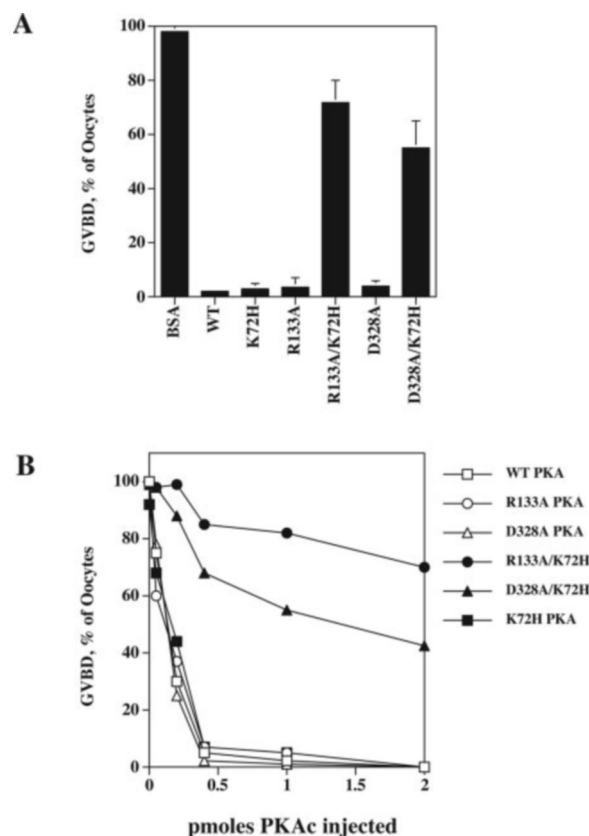 A
GVBD, % of Oocytes
100
80
60
40
20
0
BSA
WT
K72H
R133A
R133A/K72H
D328A
D328A/K72H
B
GVBD, % of Oocytes
100
80
60
40
20
0
0
0.5
1
1.5
2
pmoles PKAc injected
WT PKA
R133A PKA
D328A PKA
R133A/K72H
D328A/K72H
K72H PKA